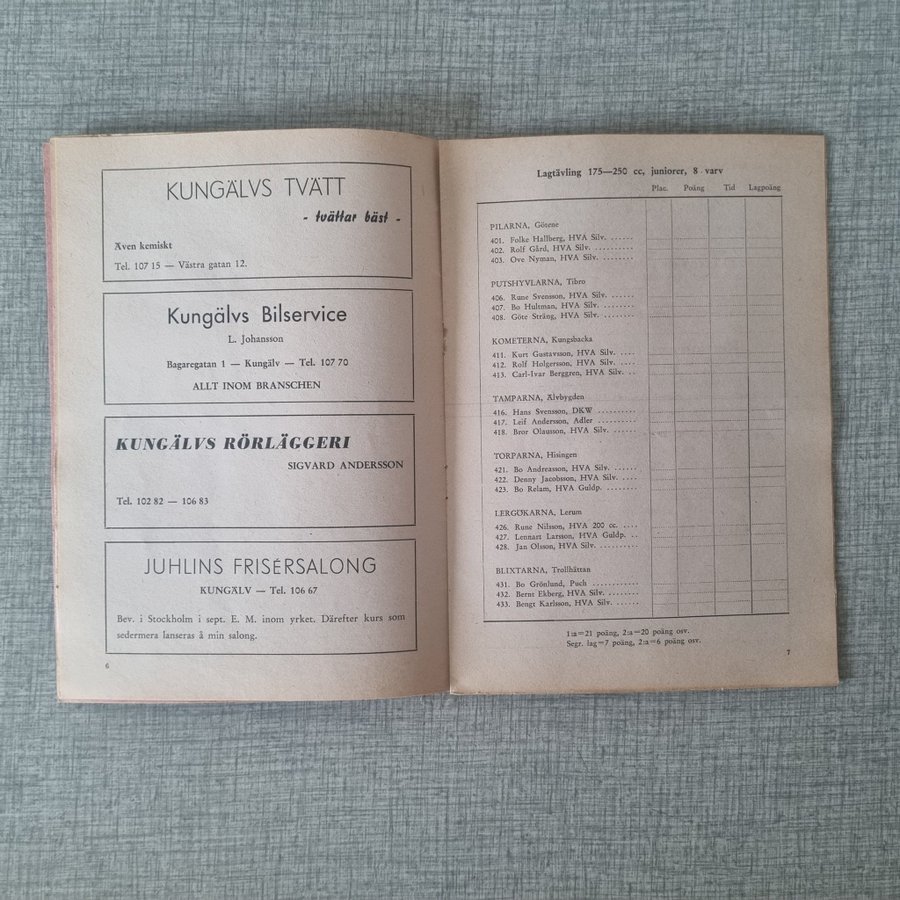 KUNGÄLVS TVÄTT
- tvättar bäst -
Även kemiskt
Tel. 107 15 — Västra gatan 12.
Kungälvs Bilservice
L. Johansson
Bagaregatan 1 — Kungälv — Tel. 107 70
ALLT INOM BRANSCHEN
KUNGÄLVS RÖRLÄGGERI
SIGVARD ANDERSSON
Tel. 102 82 — 106 83
JUHLINS FRISÉRSALONG
KUNGÄLV — Tel. 106 67
Bev. i Stockholm i sept. E. M. inom yrket. Därefter kurs som
sedermera lanseras å min salong.
6
Lagtävling 175—250 cc, juniorer, 8 varv
Plac. Poäng Tid Lagpoäng
PILARNA, Götene
401. Folke Hallberg, HVA Silv. ......
402. Rolf Gård, HVA Silv. ..........
403. Ove Nyman, HVA Silv. ........
PUTSHYVLARNA, Tibro
406. Rune Svensson, HVA Silv. ......
407. Bo Hultman, HVA Silv. ........
408. Göte Sträng, HVA Silv. ........
KOMETERNA, Kungsbacka
411. Kurt Gustavsson, HVA Silv. ....
412. Rolf Holgersson, HVA Silv. ....
413. Carl-Ivar Berggren, HVA Silv. ..
TAMPARNA, Älvbygden
416. Hans Svensson, DKW ..........
417. Leif Andersson, Adler ..........
418. Bror Olausson, HVA Silv. ......
TORPARNA, Hisingen
421. Bo Andreasson, HVA Silv. ......
422. Denny Jacobsson, HVA Silv. ....
423. Bo Relam, HVA Guldp. ........
LERGÖKARNA, Lerum
426. Rune Nilsson, HVA 200 cc. ....
427. Lennart Larsson, HVA Guldp. ..
428. Jan Olsson, HVA Silv. ..........
BLIXTARNA, Trollhättan
431. Bo Grönlund, Puch ............
432. Bernt Ekberg, HVA Silv. ........
433. Bengt Karlsson, HVA Silv. ......
1:a=21 poäng, 2:a=20 poäng osv.
Segr. lag=7 poäng, 2:a=6 poäng osv.
7